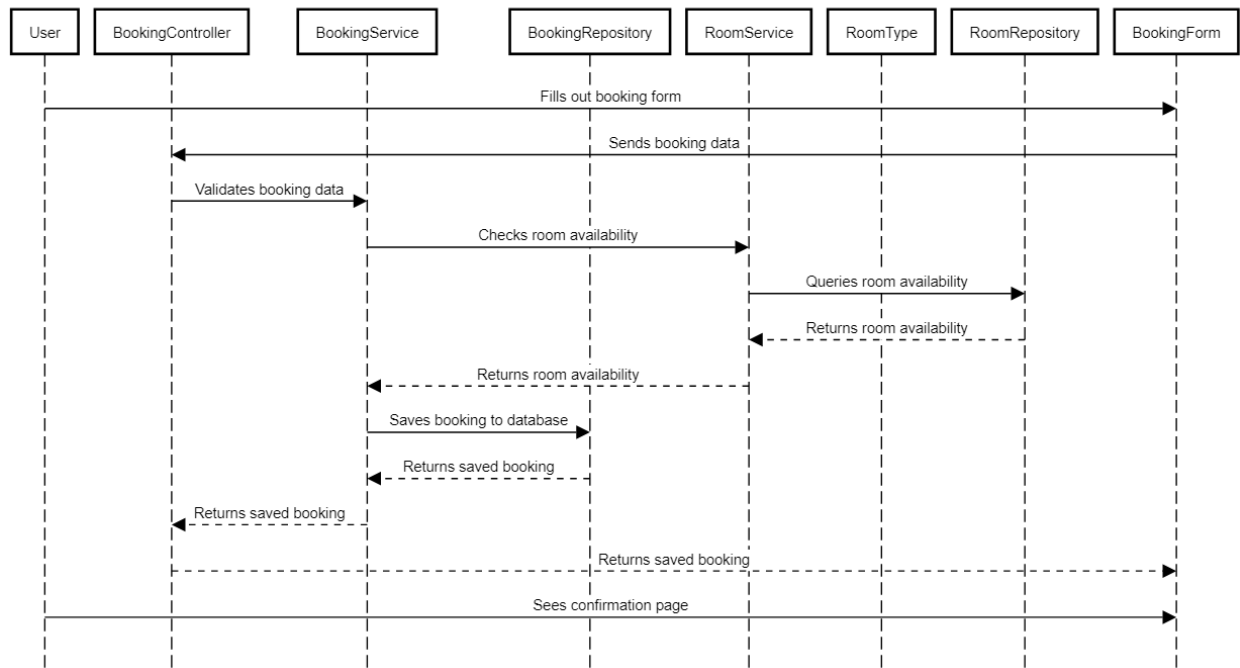 User
BookingController
BookingService
BookingRepository
RoomService
RoomType
RoomRepository
BookingForm
Fills out booking form
Sends booking data
Validates booking data
Checks room availability
Queries room availability
Returns room availability
Returns room availability
Saves booking to database
Returns saved booking
Returns saved booking
Returns saved booking
Sees confirmation page